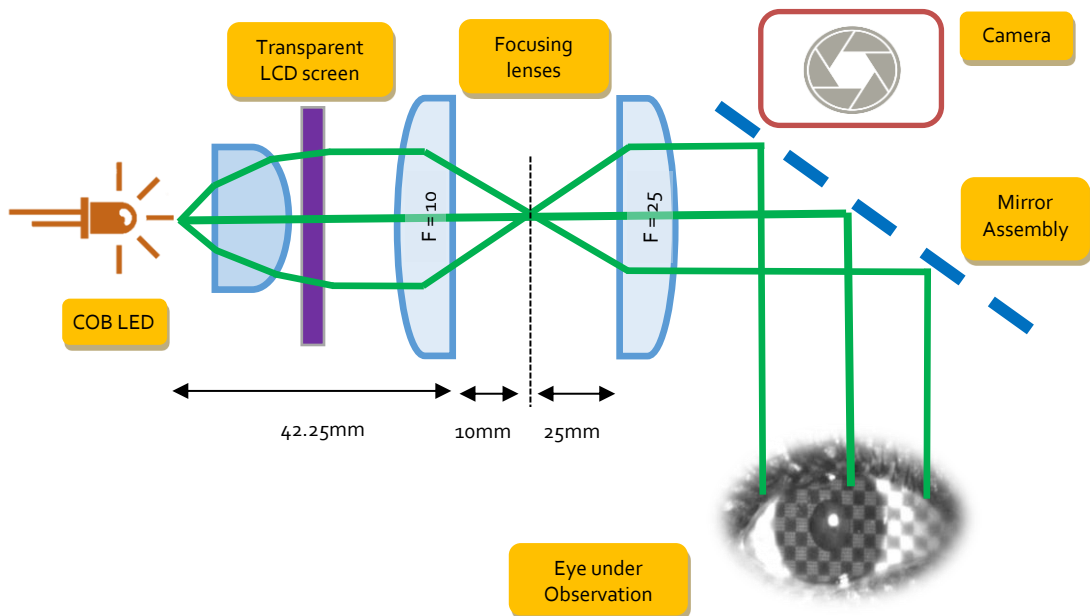 Transparent
LCD screen
Focusing
lenses
Camera
F = 10
F = 25
Mirror
Assembly
COB LED
42.25mm
10mm
25mm
Eye under
Observation